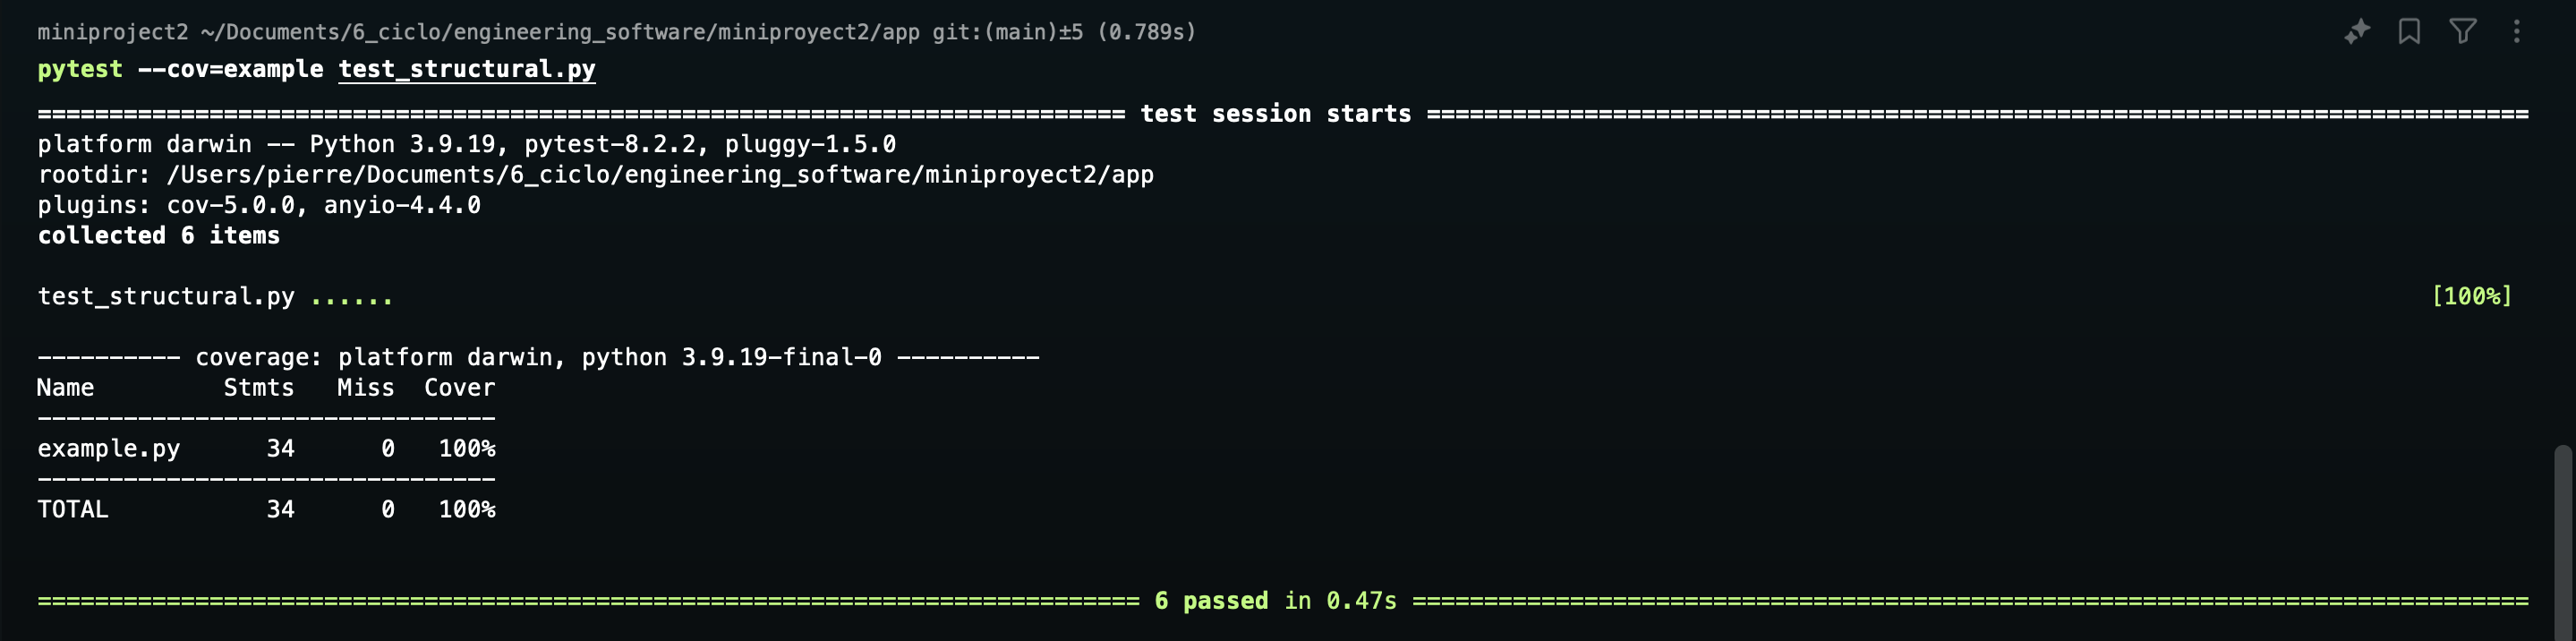 miniproject2 ~/Documents/6_ciclo/engineering_software/miniproyect2/app git:(main)±5 (0.789s)
pytest --cov=example test_structural.py
============================================================================ test session starts =============================================================================
platform darwin -- Python 3.9.19, pytest-8.2.2, pluggy-1.5.0
rootdir: /Users/pierre/Documents/6_ciclo/engineering_software/miniproyect2/app
plugins: cov-5.0.0, anyio-4.4.0
collected 6 items
test_structural.py ...... [100%]
---------- coverage: platform darwin, python 3.9.19-final-0 ----------
Name         Stmts   Miss  Cover
--------------------------------
example.py      34      0   100%
--------------------------------
TOTAL           34      0   100%
============================================================================= 6 passed in 0.47s ==============================================================================